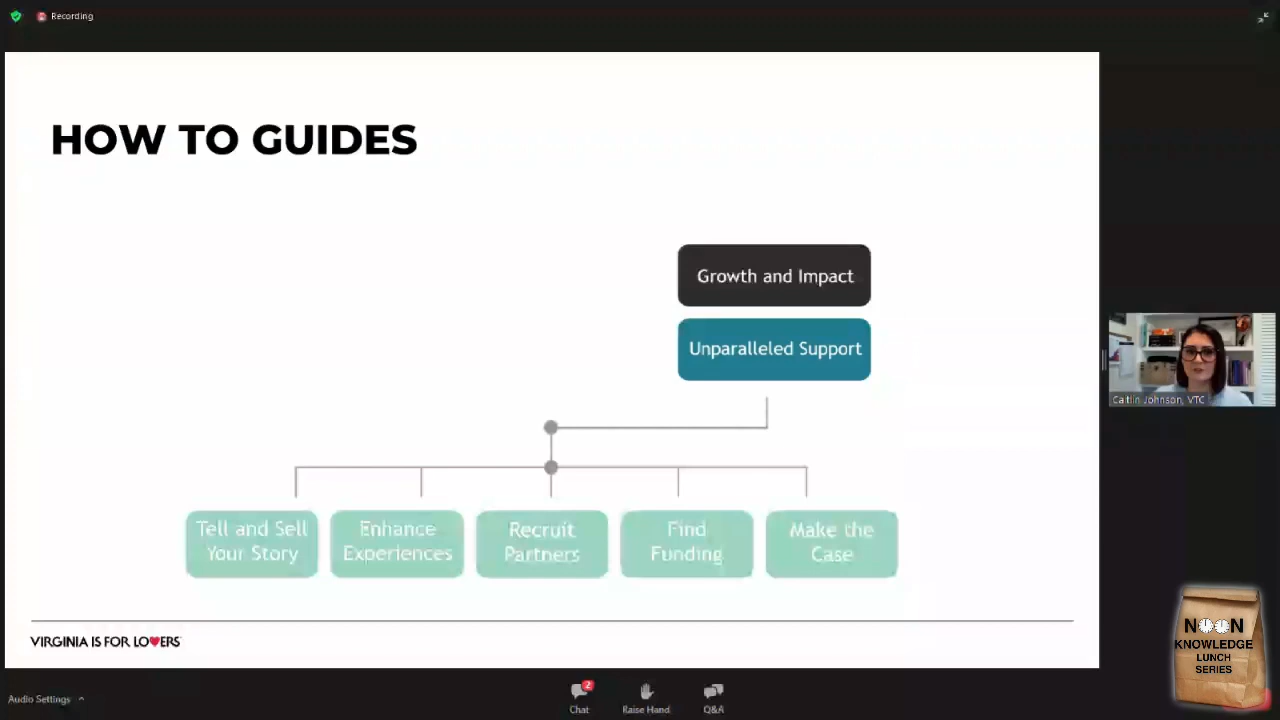 Recording
HOW TO GUIDES
Growth and Impact
Unparalleled Support
Tell and Sell
Your Story
Enhance
Experiences
Recruit
Partners
Find
Funding
Make the
Case
VIRGINIA IS FOR LOVERS
Caitlin Johnson, VTC
NOON
KNOWLEDGE
LUNCH
SERIES
Audio Settings
2
Chat
Raise Hand
Q&A